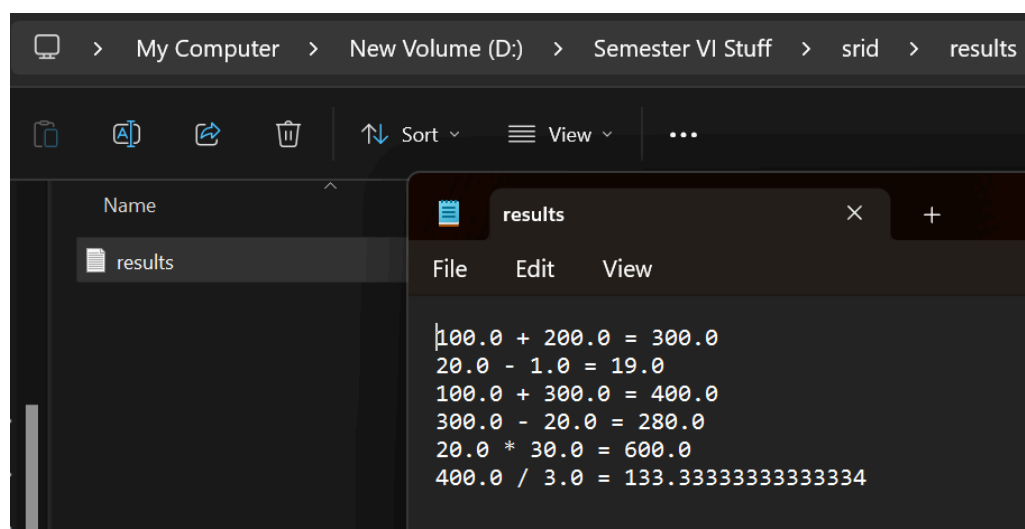 > My Computer > New Volume (D:) > Semester VI Stuff > srid > results
Sort View
Name
results
results
File Edit View
100.0 + 200.0 = 300.0
20.0 - 1.0 = 19.0
100.0 + 300.0 = 400.0
300.0 - 20.0 = 280.0
20.0 * 30.0 = 600.0
400.0 / 3.0 = 133.33333333333334